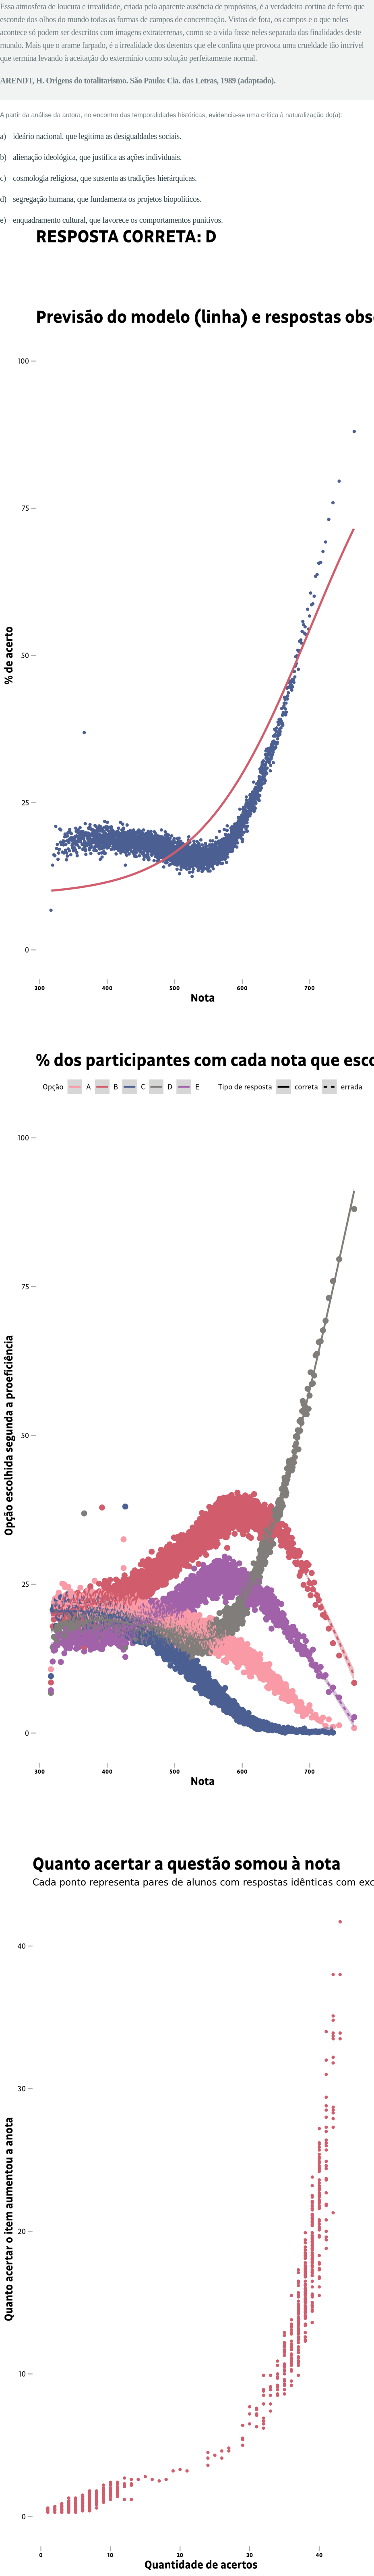 Essa atmosfera de loucura e irrealidade, criada pela aparente ausência de propósitos, é a verdadeira cortina de ferro que
esconde dos olhos do mundo todas as formas de campos de concentração. Vistos de fora, os campos e o que neles
acontece só podem ser descritos com imagens extraterrenas, como se a vida fosse neles separada das finalidades deste
mundo. Mais que o arame farpado, é a irrealidade dos detentos que ele confina que provoca uma crueldade tão incrível
que termina levando à aceitação do extermínio como solução perfeitamente normal.
ARENDT, H. Origens do totalitarismo. São Paulo: Cia. das Letras, 1989 (adaptado).
A partir da análise da autora, no encontro das temporalidades históricas, evidencia-se uma crítica à naturalização do(a):
a) ideário nacional, que legitima as desigualdades sociais.
b) alienação ideológica, que justifica as ações individuais.
c) cosmologia religiosa, que sustenta as tradições hierárquicas.
d) segregação humana, que fundamenta os projetos biopolíticos.
e) enquadramento cultural, que favorece os comportamentos punitivos.
RESPOSTA CORRETA: D
Previsão do modelo (linha) e respostas obs
100
75
50
25
0
% de acerto
300 400 500 600 700
Nota
% dos participantes com cada nota que esco
Opção A B C D E Tipo de resposta correta errada
100
75
50
25
0
Opção escolhida segunda a proeficiência
300 400 500 600 700
Nota
Quanto acertar a questão somou à nota
Cada ponto representa pares de alunos com respostas idênticas com exc
40
30
20
10
0
Quanto acertar o item aumentou a anota
0 10 20 30 40
Quantidade de acertos